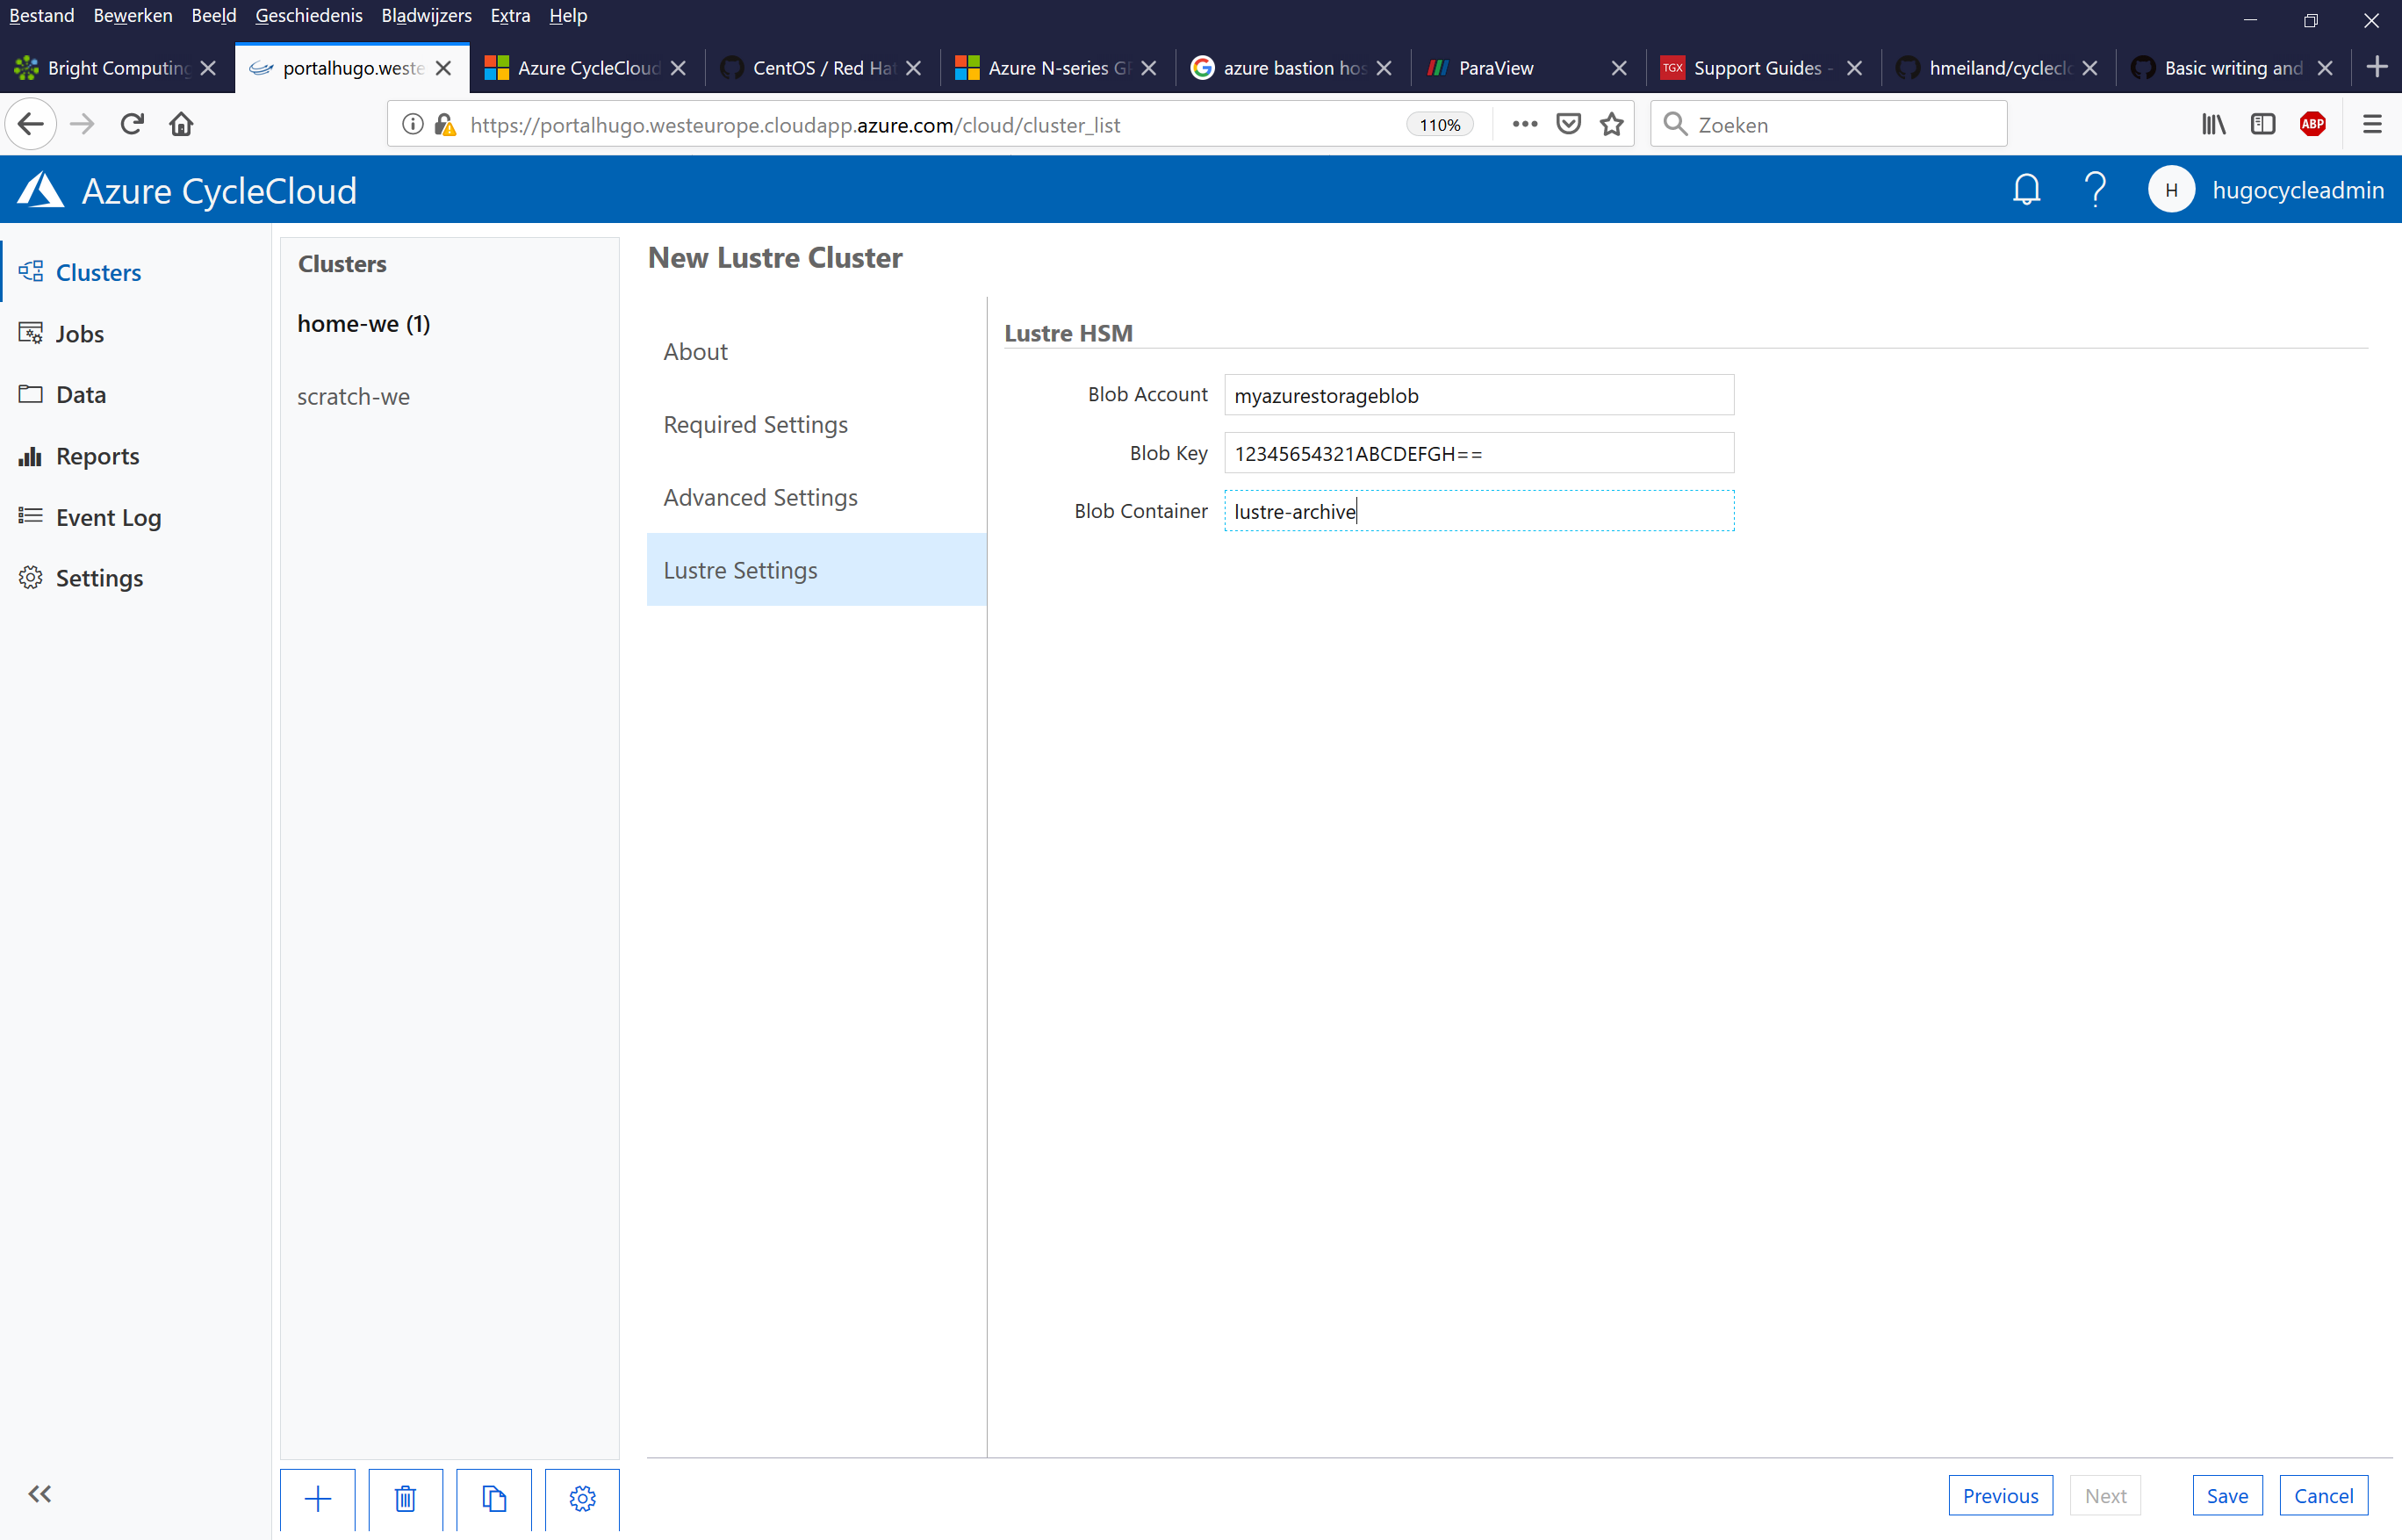 Bestand Bewerken Beeld Geschiedenis Bladwijzers Extra Help
Bright Computing portalhugo.weste Azure CycleCloud CentOS / Red Hat Azure N-series GP azure bastion hos ParaView TGX Support Guides - hmeiland/cyclecl Basic writing and
https://portalhugo.westeurope.cloudapp.azure.com/cloud/cluster_list 110% Zoeken ABP
Azure CycleCloud H hugocycleadmin
Clusters
Jobs
Data
Reports
Event Log
Settings
Clusters
home-we (1)
scratch-we
New Lustre Cluster
About
Required Settings
Advanced Settings
Lustre Settings
Lustre HSM
Blob Account myazurestorageblob
Blob Key 12345654321ABCDEFGH==
Blob Container lustre-archive
Previous Next Save Cancel